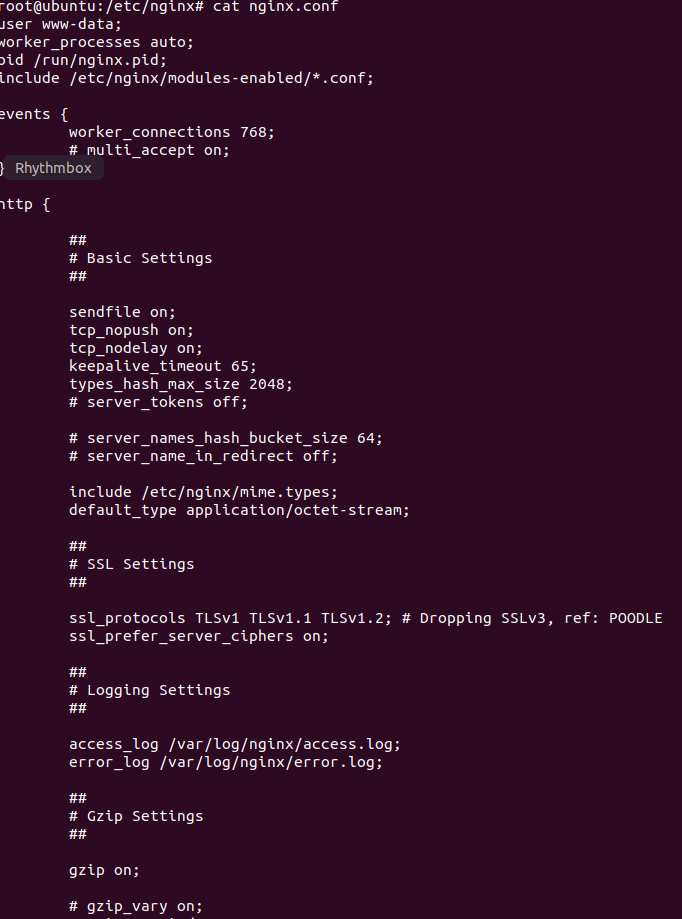 root@ubuntu:/etc/nginx# cat nginx.conf
user www-data;
worker_processes auto;
pid /run/nginx.pid;
include /etc/nginx/modules-enabled/*.conf;
events {
worker_connections 768;
# multi_accept on;
} Rhythmbox
http {
##
# Basic Settings
##
sendfile on;
tcp_nopush on;
tcp_nodelay on;
keepalive_timeout 65;
types_hash_max_size 2048;
# server_tokens off;
# server_names_hash_bucket_size 64;
# server_name_in_redirect off;
include /etc/nginx/mime.types;
default_type application/octet-stream;
##
# SSL Settings
##
ssl_protocols TLSv1 TLSv1.1 TLSv1.2; # Dropping SSLv3, ref: POODLE
ssl_prefer_server_ciphers on;
##
# Logging Settings
##
access_log /var/log/nginx/access.log;
error_log /var/log/nginx/error.log;
##
# Gzip Settings
##
gzip on;
# gzip_vary on;